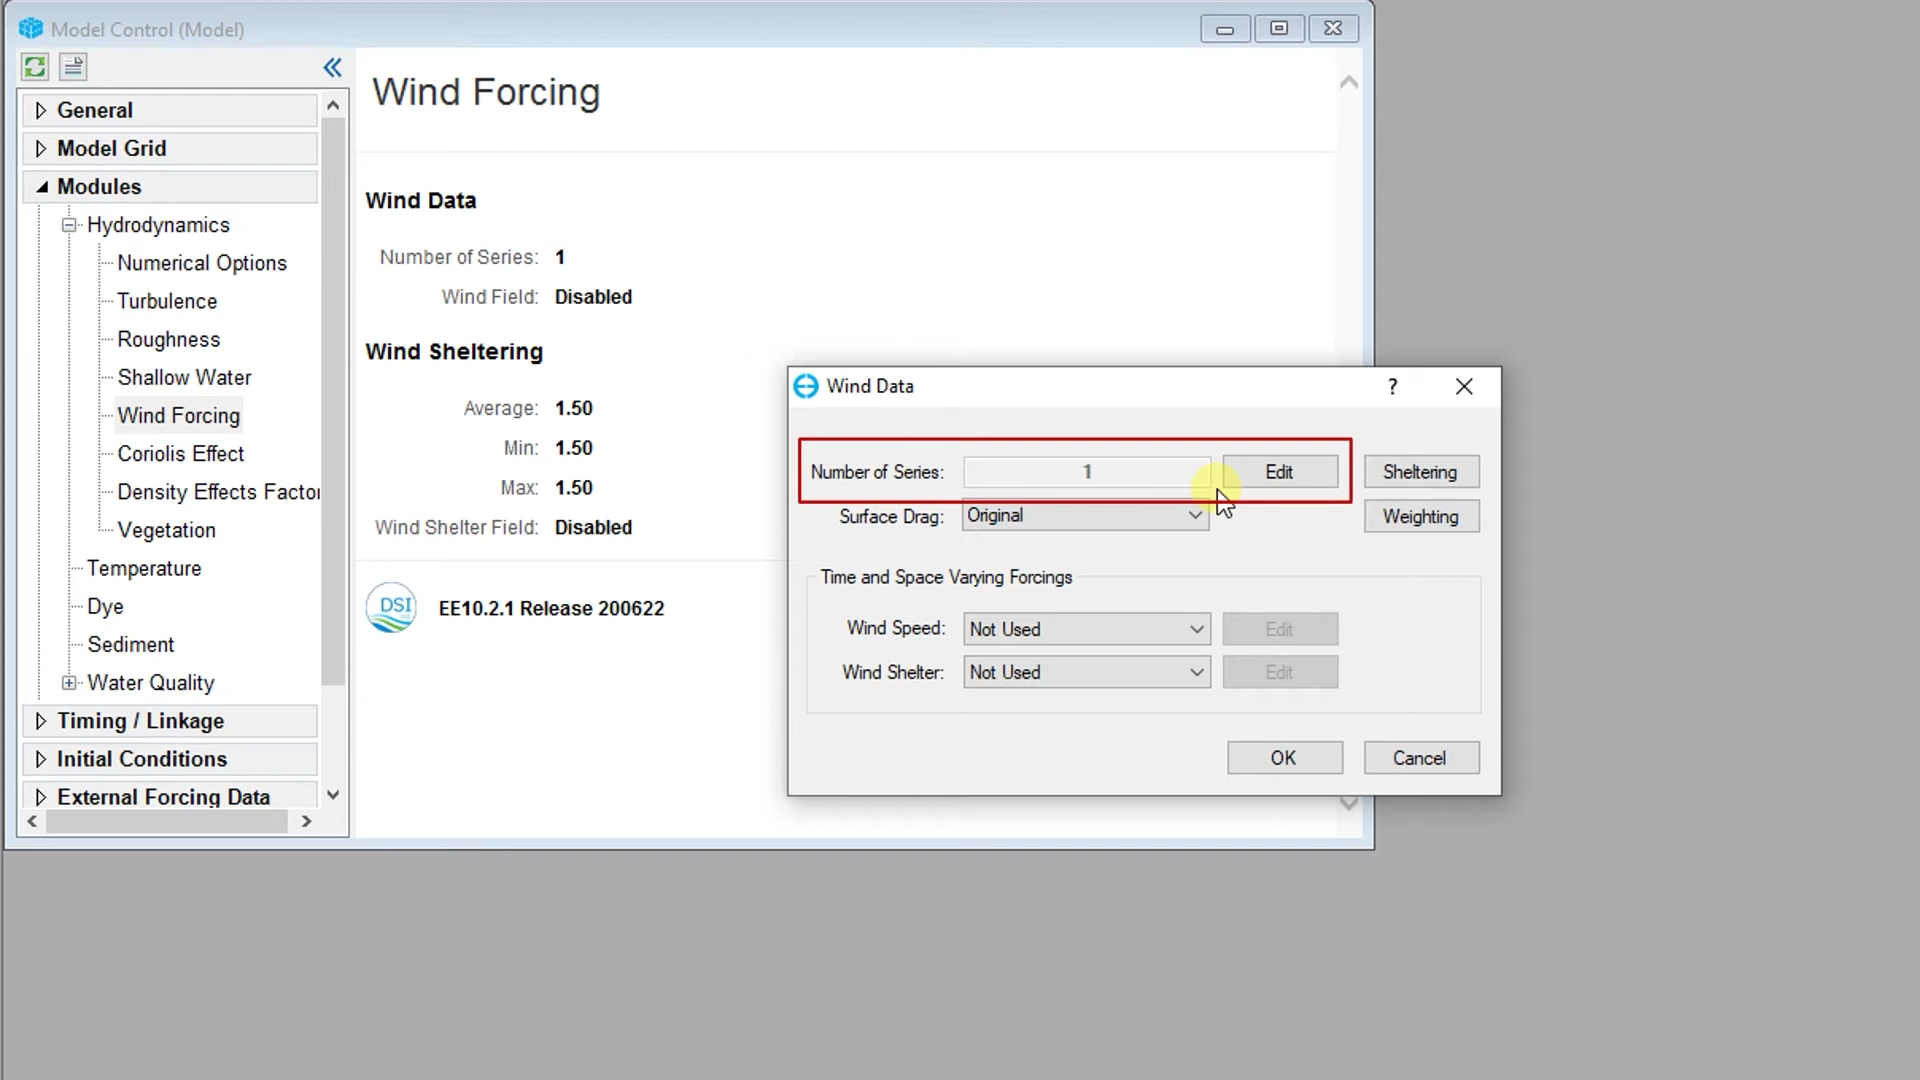 Model Control (Model)
General
Model Grid
Modules
Hydrodynamics
Numerical Options
Turbulence
Roughness
Shallow Water
Wind Forcing
Coriolis Effect
Density Effects Factor
Vegetation
Temperature
Dye
Sediment
Water Quality
Timing / Linkage
Initial Conditions
External Forcing Data
Wind Forcing
Wind Data
Number of Series: 1
Wind Field: Disabled
Wind Sheltering
Average: 1.50
Min: 1.50
Max: 1.50
Wind Shelter Field: Disabled
DSI
EE10.2.1 Release 200622
Wind Data ?
Number of Series: 1 Edit Sheltering
Surface Drag: Original Weighting
Time and Space Varying Forcings
Wind Speed: Not Used Edit
Wind Shelter: Not Used Edit
OK Cancel